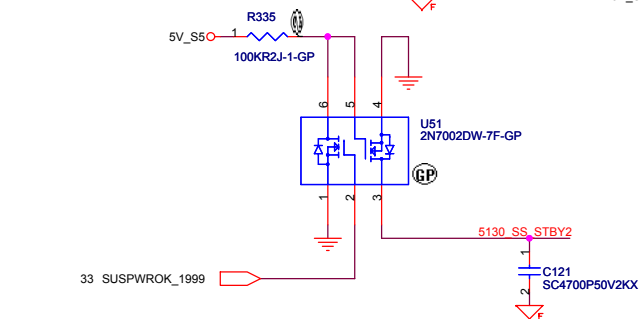 F
R335
5V_S5
1
100KR2J-1-GP
6
5
4
U51
2N7002DW-7F-GP
GP
1
2
3
5130_SS_STBY2
1
33 SUSPWROK_1999
C121
SC4700P50V2KX
2
F